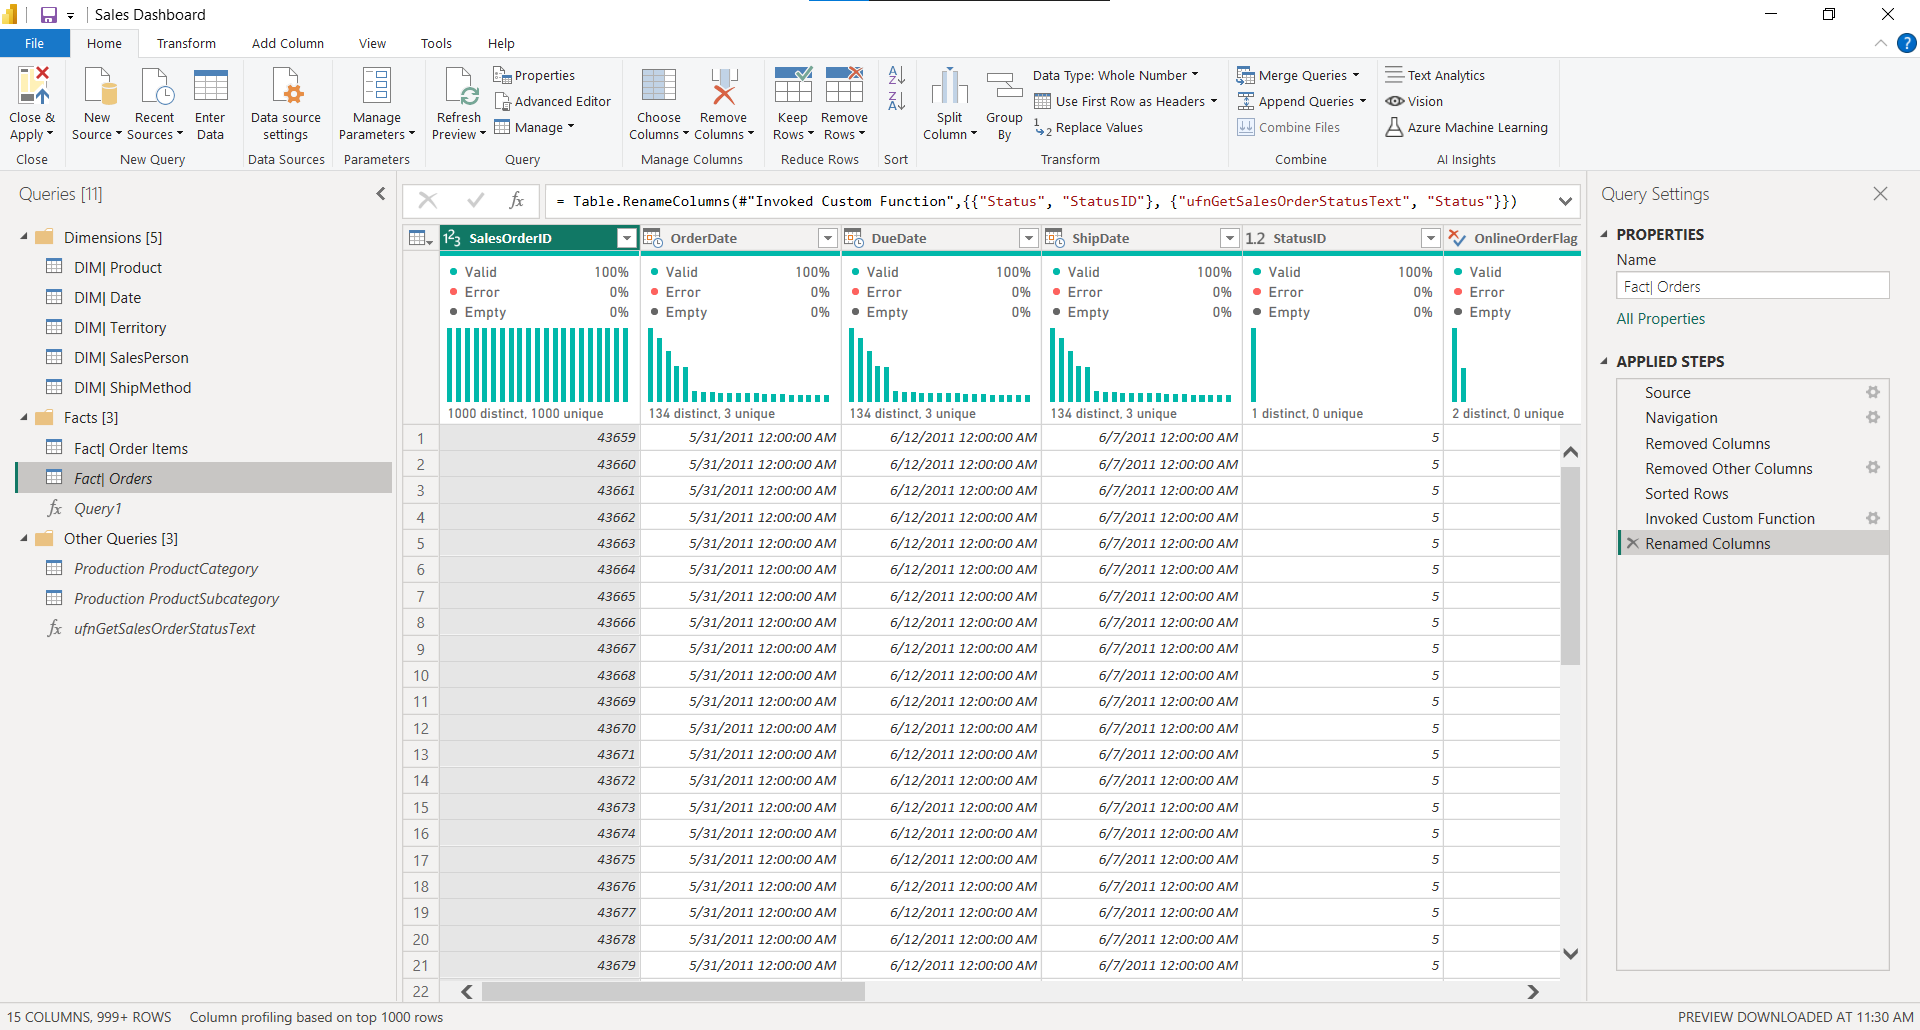 Sales Dashboard
File Home Transform Add Column View Tools Help
Close & Apply
Close
New Source
Recent Sources
Enter Data
New Query
Data source settings
Data Sources
Manage Parameters
Parameters
Refresh Preview
Properties
Advanced Editor
Manage
Query
Choose Columns
Remove Columns
Manage Columns
Keep Rows
Remove Rows
Reduce Rows
Sort
Split Column
Group By
Data Type: Whole Number
Use First Row as Headers
Replace Values
Transform
Merge Queries
Append Queries
Combine Files
Combine
Text Analytics
Vision
Azure Machine Learning
AI Insights
Queries [11]
Dimensions [5]
DIM| Product
DIM| Date
DIM| Territory
DIM| SalesPerson
DIM| ShipMethod
Facts [3]
Fact| Order Items
Fact| Orders
fx Query1
Other Queries [3]
Production ProductCategory
Production ProductSubcategory
fx ufnGetSalesOrderStatusText
fx = Table.RenameColumns(#"Invoked Custom Function",{{"Status", "StatusID"}, {"ufnGetSalesOrderStatusText", "Status"}})
SalesOrderID OrderDate DueDate ShipDate 1.2 StatusID OnlineOrderFlag
Valid 100% Valid 100% Valid 100% Valid 100% Valid 100% Valid
Error 0% Error 0% Error 0% Error 0% Error 0% Error
Empty 0% Empty 0% Empty 0% Empty 0% Empty 0% Empty
1000 distinct, 1000 unique 134 distinct, 3 unique 134 distinct, 3 unique 134 distinct, 3 unique 1 distinct, 0 unique 2 distinct, 0 unique
1 43659 5/31/2011 12:00:00 AM 6/12/2011 12:00:00 AM 6/7/2011 12:00:00 AM 5
2 43660 5/31/2011 12:00:00 AM 6/12/2011 12:00:00 AM 6/7/2011 12:00:00 AM 5
3 43661 5/31/2011 12:00:00 AM 6/12/2011 12:00:00 AM 6/7/2011 12:00:00 AM 5
4 43662 5/31/2011 12:00:00 AM 6/12/2011 12:00:00 AM 6/7/2011 12:00:00 AM 5
5 43663 5/31/2011 12:00:00 AM 6/12/2011 12:00:00 AM 6/7/2011 12:00:00 AM 5
6 43664 5/31/2011 12:00:00 AM 6/12/2011 12:00:00 AM 6/7/2011 12:00:00 AM 5
7 43665 5/31/2011 12:00:00 AM 6/12/2011 12:00:00 AM 6/7/2011 12:00:00 AM 5
8 43666 5/31/2011 12:00:00 AM 6/12/2011 12:00:00 AM 6/7/2011 12:00:00 AM 5
9 43667 5/31/2011 12:00:00 AM 6/12/2011 12:00:00 AM 6/7/2011 12:00:00 AM 5
10 43668 5/31/2011 12:00:00 AM 6/12/2011 12:00:00 AM 6/7/2011 12:00:00 AM 5
11 43669 5/31/2011 12:00:00 AM 6/12/2011 12:00:00 AM 6/7/2011 12:00:00 AM 5
12 43670 5/31/2011 12:00:00 AM 6/12/2011 12:00:00 AM 6/7/2011 12:00:00 AM 5
13 43671 5/31/2011 12:00:00 AM 6/12/2011 12:00:00 AM 6/7/2011 12:00:00 AM 5
14 43672 5/31/2011 12:00:00 AM 6/12/2011 12:00:00 AM 6/7/2011 12:00:00 AM 5
15 43673 5/31/2011 12:00:00 AM 6/12/2011 12:00:00 AM 6/7/2011 12:00:00 AM 5
16 43674 5/31/2011 12:00:00 AM 6/12/2011 12:00:00 AM 6/7/2011 12:00:00 AM 5
17 43675 5/31/2011 12:00:00 AM 6/12/2011 12:00:00 AM 6/7/2011 12:00:00 AM 5
18 43676 5/31/2011 12:00:00 AM 6/12/2011 12:00:00 AM 6/7/2011 12:00:00 AM 5
19 43677 5/31/2011 12:00:00 AM 6/12/2011 12:00:00 AM 6/7/2011 12:00:00 AM 5
20 43678 5/31/2011 12:00:00 AM 6/12/2011 12:00:00 AM 6/7/2011 12:00:00 AM 5
21 43679 5/31/2011 12:00:00 AM 6/12/2011 12:00:00 AM 6/7/2011 12:00:00 AM 5
22
Query Settings
PROPERTIES
Name
Fact| Orders
All Properties
APPLIED STEPS
Source
Navigation
Removed Columns
Removed Other Columns
Sorted Rows
Invoked Custom Function
Renamed Columns
15 COLUMNS, 999+ ROWS Column profiling based on top 1000 rows
PREVIEW DOWNLOADED AT 11:30 AM